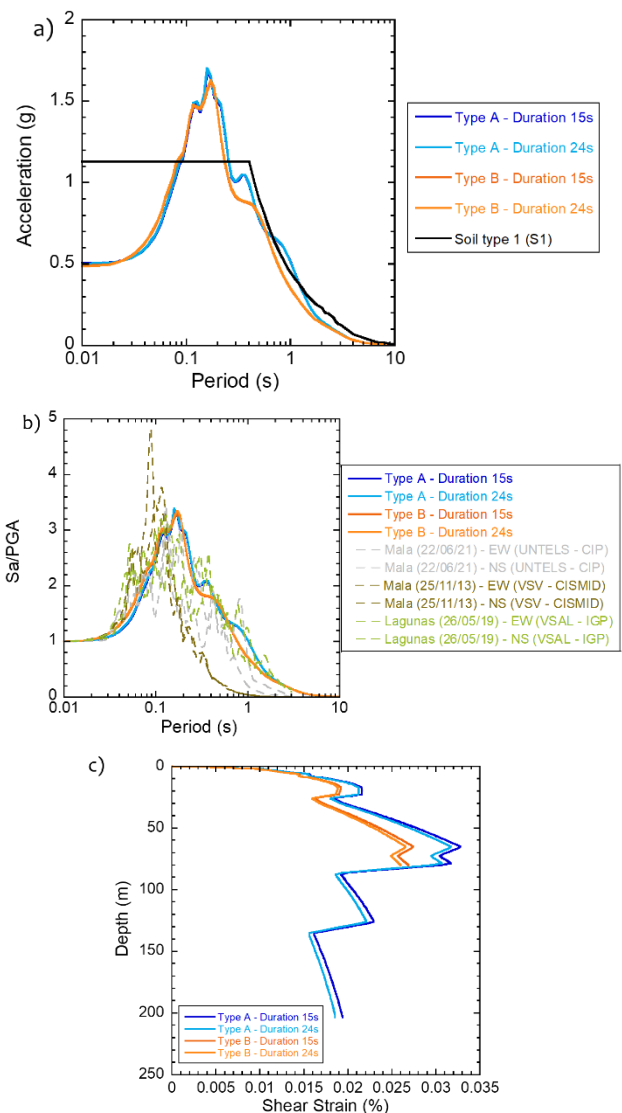 a)
2.0
1.5
1.0
0.5
0
0.01
0.1
1
10
Acceleration (g)
Period (s)
Type A - Duration 15s
Type A - Duration 24s
Type B - Duration 15s
Type B - Duration 24s
Soil type 1 (S1)
b)
5
4
3
2
1
0
0.01
0.1
1
10
Sa/PGA
Period (s)
Type A - Duration 15s
Type A - Duration 24s
Type B - Duration 15s
Type B - Duration 24s
Mala (22/06/21) - EW (UNTELS - CIP)
Mala (22/06/21) - NS (UNTELS - CIP)
Mala (25/11/13) - EW (VSV - CISMID)
Mala (25/11/13) - NS (VSV - CISMID)
Lagunas (26/05/19) - EW (VSAL - IGP)
Lagunas (26/05/19) - NS (VSAL - IGP)
c)
0
50
100
150
200
250
Depth (m)
Type A - Duration 15s
Type A - Duration 24s
Type B - Duration 15s
Type B - Duration 24s
0
0.005
0.01
0.015
0.02
0.025
0.03
0.035
Shear Strain (%)